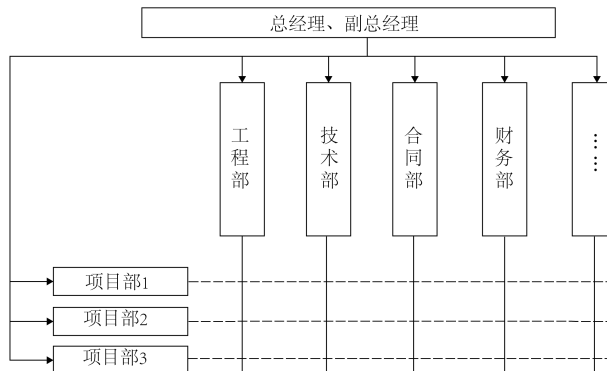 总经理、副总经理
工程部
技术部
合同部
财务部
……
项目部1
项目部2
项目部3